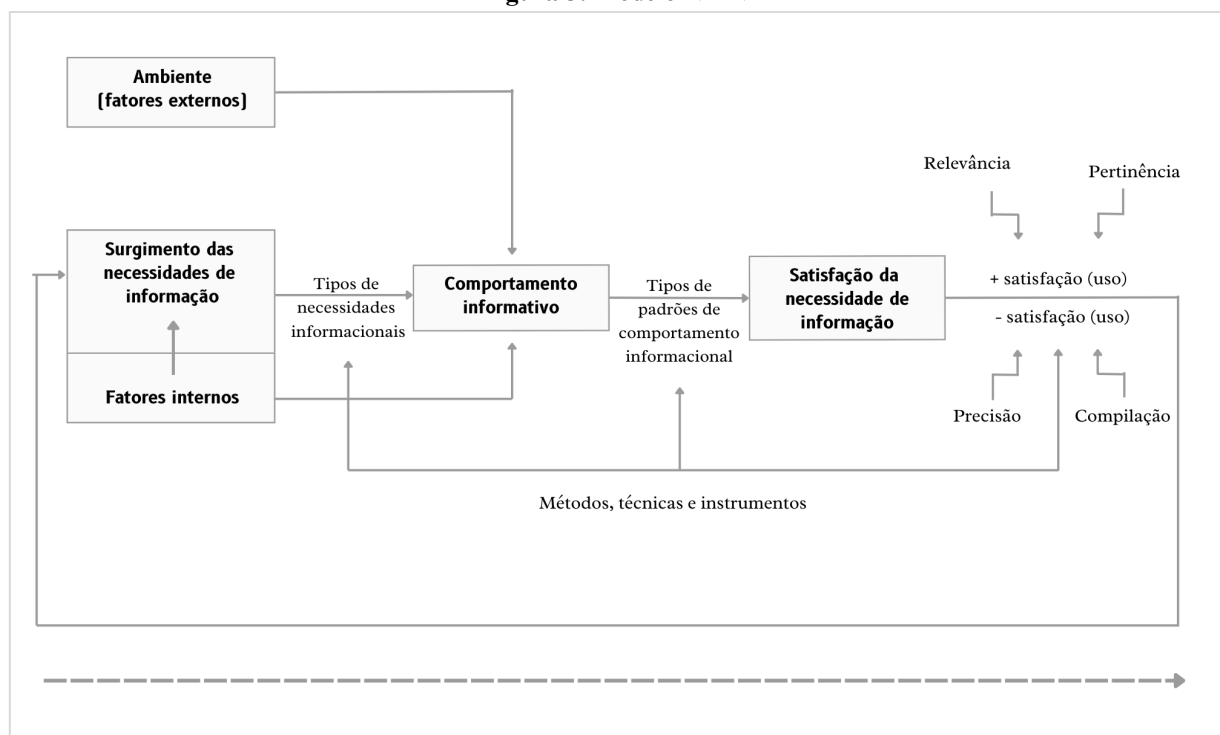 Ambiente
(fatores externos)
Relevância
Pertinência
Surgimento das
necessidades de
informação
Tipos de
necessidades
informacionais
Comportamento
informativo
Tipos de
padrões de
comportamento
informacional
Satisfação da
necessidade de
informação
+ satisfação (uso)
- satisfação (uso)
Fatores internos
Precisão
Compilação
Métodos, técnicas e instrumentos